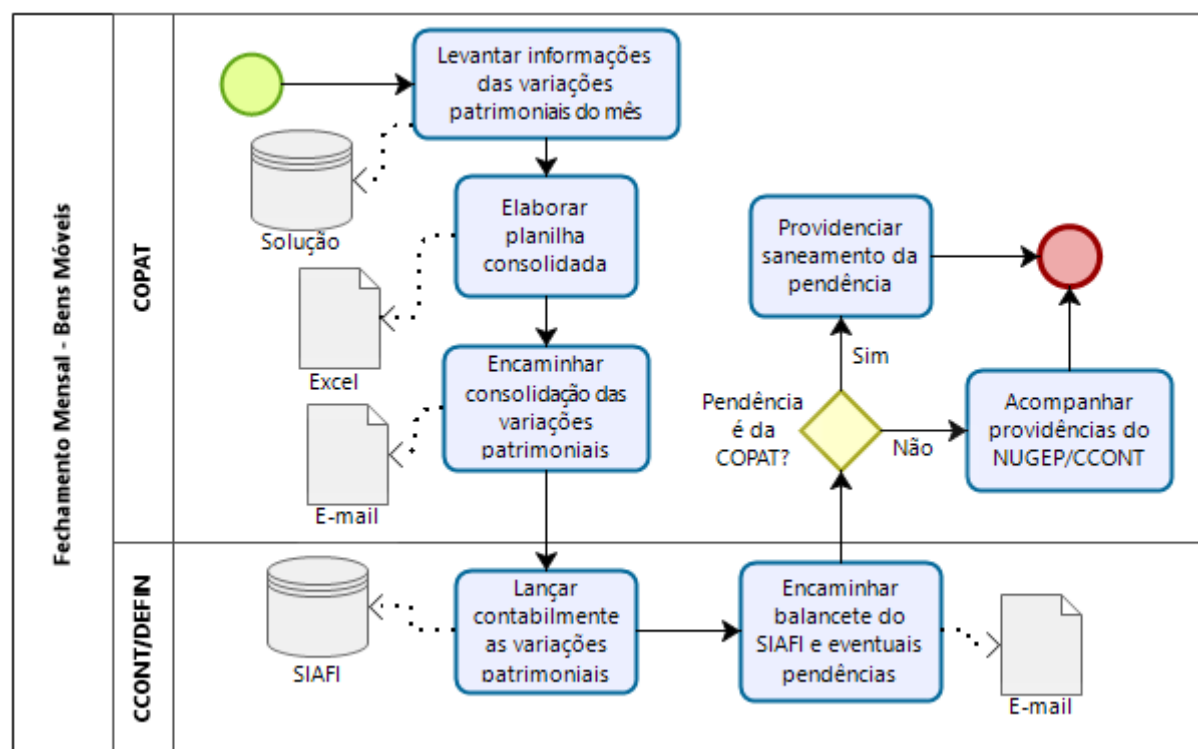 Fechamento Mensal - Bens Móveis
COPAT
Levantar informações
das variações
patrimoniais do mês
Solução
Elaborar
planilha
consolidada
Excel
Encaminhar
consolidação das
variações
patrimoniais
E-mail
Providenciar
saneamento da
pendência
Sim
Pendência
é da
COPAT?
Não
Acompanhar
providências do
NUGEP/CCONT
CCONT/DEFIN
SIAFI
Lançar
contabilmente
as variações
patrimoniais
Encaminhar
balancete do
SIAFI e eventuais
pendências
E-mail